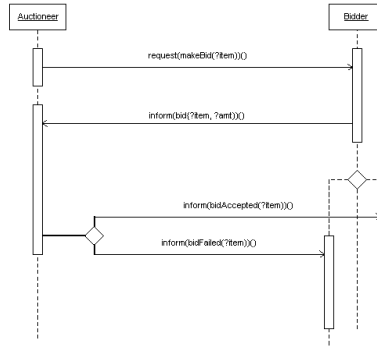 Auctioneer
Bidder
request(makeBid(?item))()
inform(bid(?item, ?amt))()
inform(bidAccepted(?item))()
inform(bidFailed(?item))()